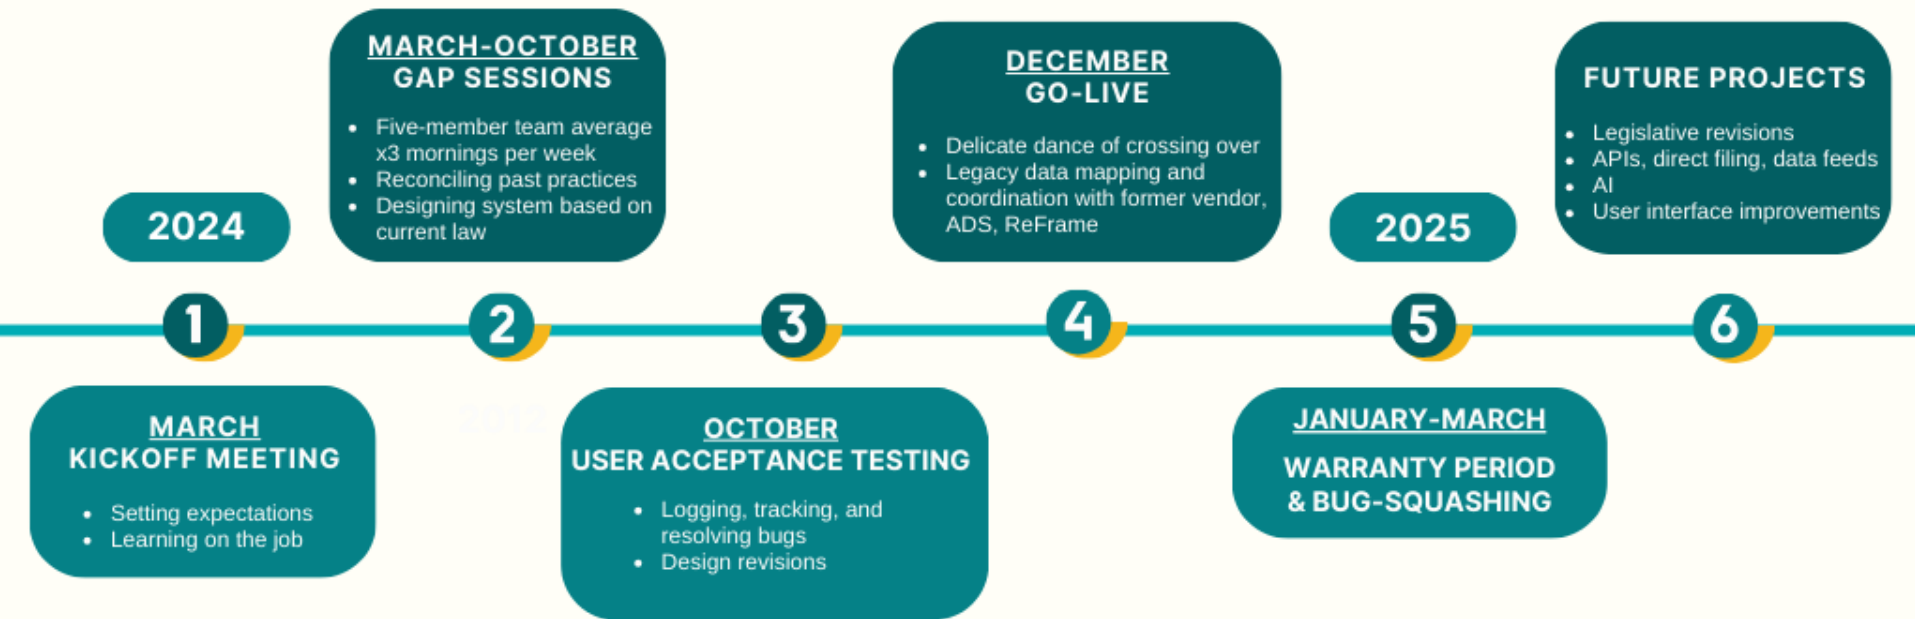 MARCH-OCTOBER
GAP SESSIONS
• Five-member team average
x3 mornings per week
• Reconciling past practices
• Designing system based on
current law
DECEMBER
GO-LIVE
• Delicate dance of crossing over
• Legacy data mapping and
coordination with former vendor,
ADS, ReFrame
FUTURE PROJECTS
• Legislative revisions
• APIs, direct filing, data feeds
• AI
• User interface improvements
2024
2025
1
2
3
4
5
6
MARCH
KICKOFF MEETING
• Setting expectations
• Learning on the job
2012
OCTOBER
USER ACCEPTANCE TESTING
• Logging, tracking, and
resolving bugs
• Design revisions
JANUARY-MARCH
WARRANTY PERIOD
& BUG-SQUASHING